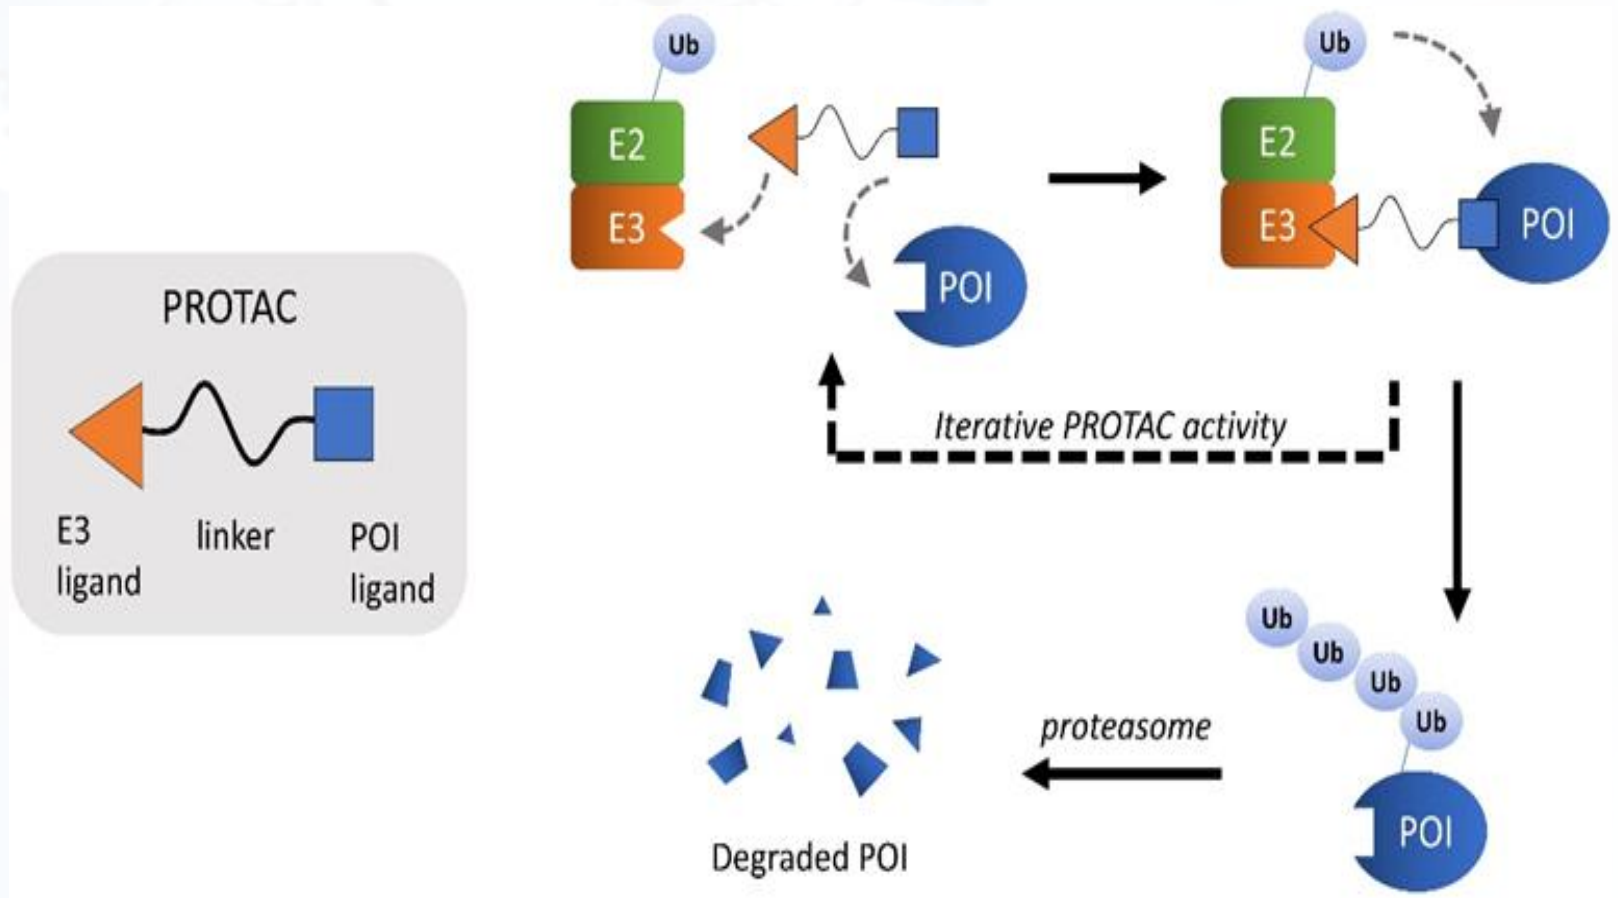 PROTAC
E3
ligand
linker
POI
ligand
Ub
E2
E3
POI
Ub
E2
E3
POI
Iterative PROTAC activity
Ub
Ub
Ub
Ub
POI
proteasome
Degraded POI